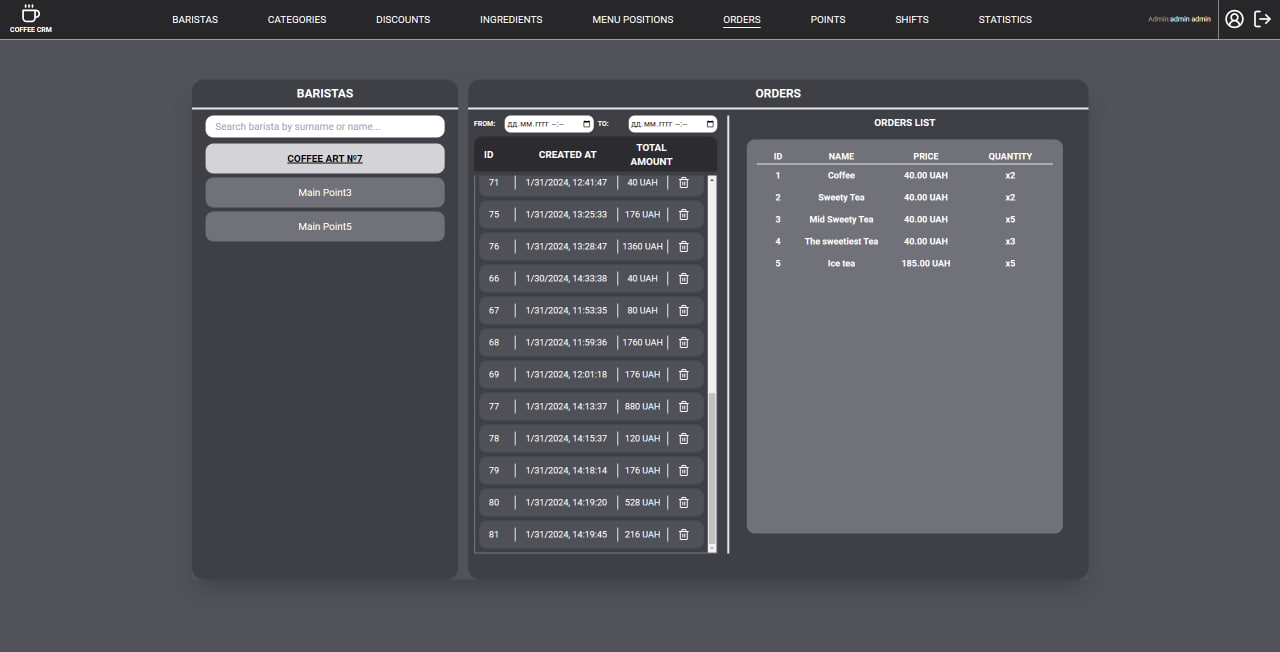 COFFEE CRM
BARISTAS CATEGORIES DISCOUNTS INGREDIENTS MENU POSITIONS ORDERS POINTS SHIFTS STATISTICS
Admin:admin admin
BARISTAS
Search barista by surname or name...
COFFEE ART №7
Main Point3
Main Point5
ORDERS
FROM: ДД.ММ.ГГГГ --:-- TO: ДД.ММ.ГГГГ --:--
ID CREATED AT TOTAL AMOUNT
71 1/31/2024, 12:41:47 40 UAH
75 1/31/2024, 13:25:33 176 UAH
76 1/31/2024, 13:28:47 1360 UAH
66 1/30/2024, 14:33:38 40 UAH
67 1/31/2024, 11:53:35 80 UAH
68 1/31/2024, 11:59:36 1760 UAH
69 1/31/2024, 12:01:18 176 UAH
77 1/31/2024, 14:13:37 880 UAH
78 1/31/2024, 14:15:37 120 UAH
79 1/31/2024, 14:18:14 176 UAH
80 1/31/2024, 14:19:20 528 UAH
81 1/31/2024, 14:19:45 216 UAH
ORDERS LIST
ID NAME PRICE QUANTITY
1 Coffee 40.00 UAH x2
2 Sweety Tea 40.00 UAH x2
3 Mid Sweety Tea 40.00 UAH x5
4 The sweetiest Tea 40.00 UAH x3
5 Ice tea 185.00 UAH x5